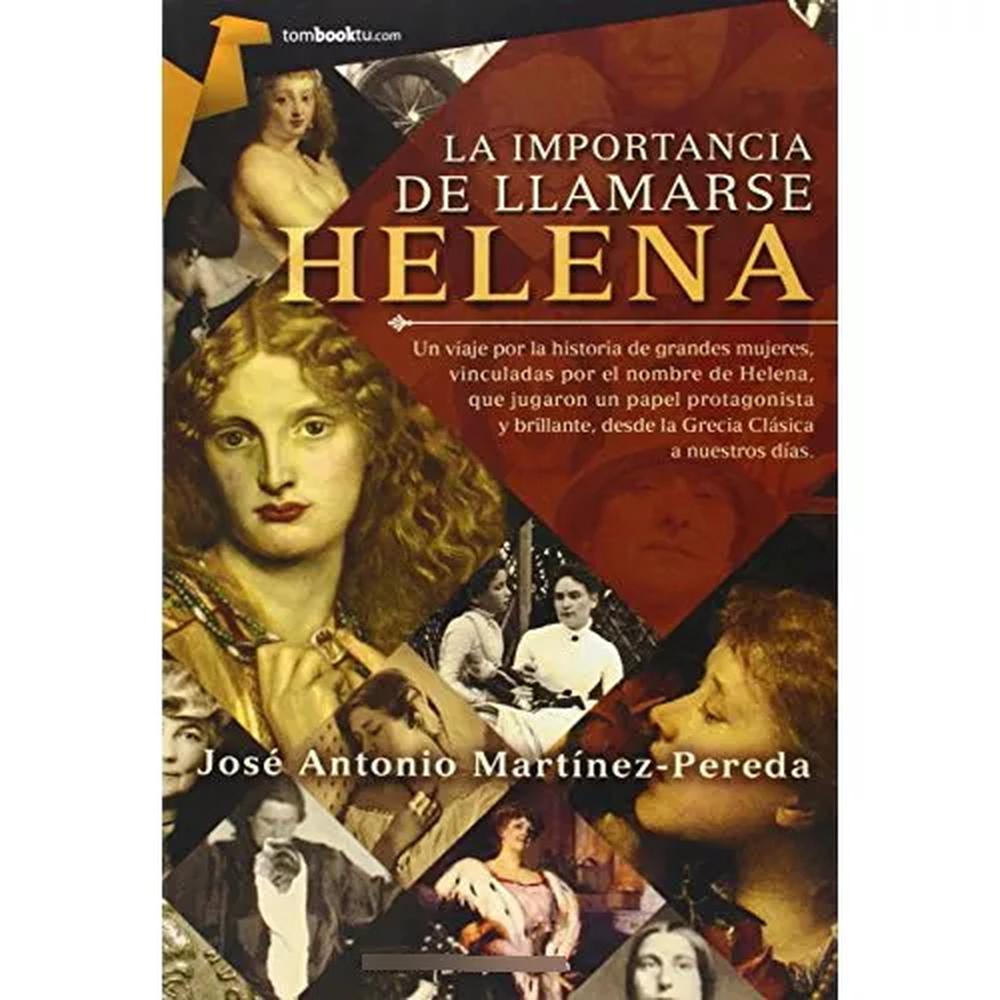 tombooktu.com
LA IMPORTANCIA
DE LLAMARSE
HELENA
Un viaje por la historia de grandes mujeres,
vinculadas por el nombre de Helena,
que jugaron un papel protagonista
y brillante, desde la Grecia Clásica
a nuestros días.
José Antonio Martínez-Pereda